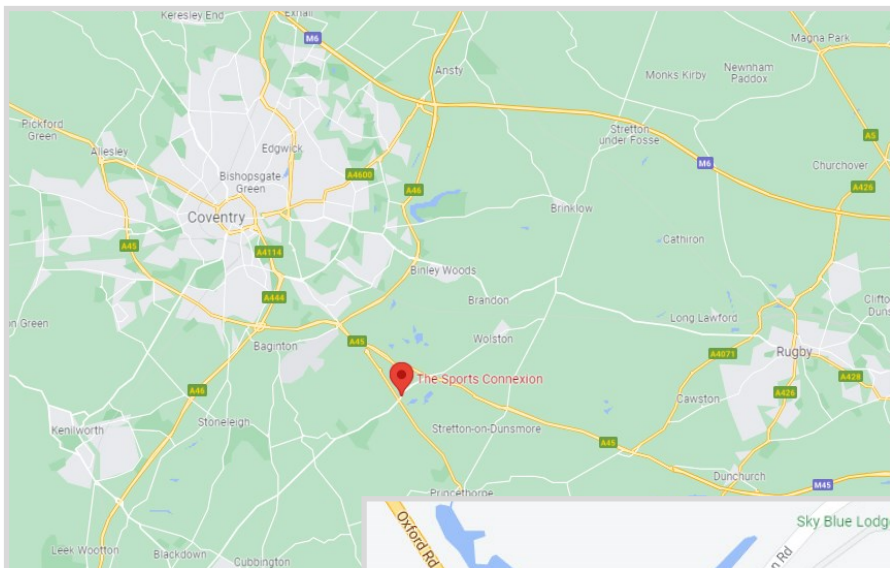 Keresley End
Exhall
M6
Magna Park
Ansty
Monks Kirby
Newnham
Paddox
Pickford
Green
Allesley
Edgwick
Stretton
under Fosse
A5
M6
Churchover
Bishopsgate
Green
A4600
A46
A426
Coventry
Brinklow
A45
A4114
Cathiron
Binley Woods
A444
Brandon
Long Lawford
Clifton
Duns
on Green
Baginton
A45
Wolston
A4071
Rugby
The Sports Connexion
A428
A46
A426
Cawston
Kenilworth
Stoneleigh
Stretton-on-Dunsmore
A45
Dunchurch
M45
Princethorpe
Oxford Rd
Sky Blue Lodge
n Rd
Leek Wootton
Blackdown
Cubbington